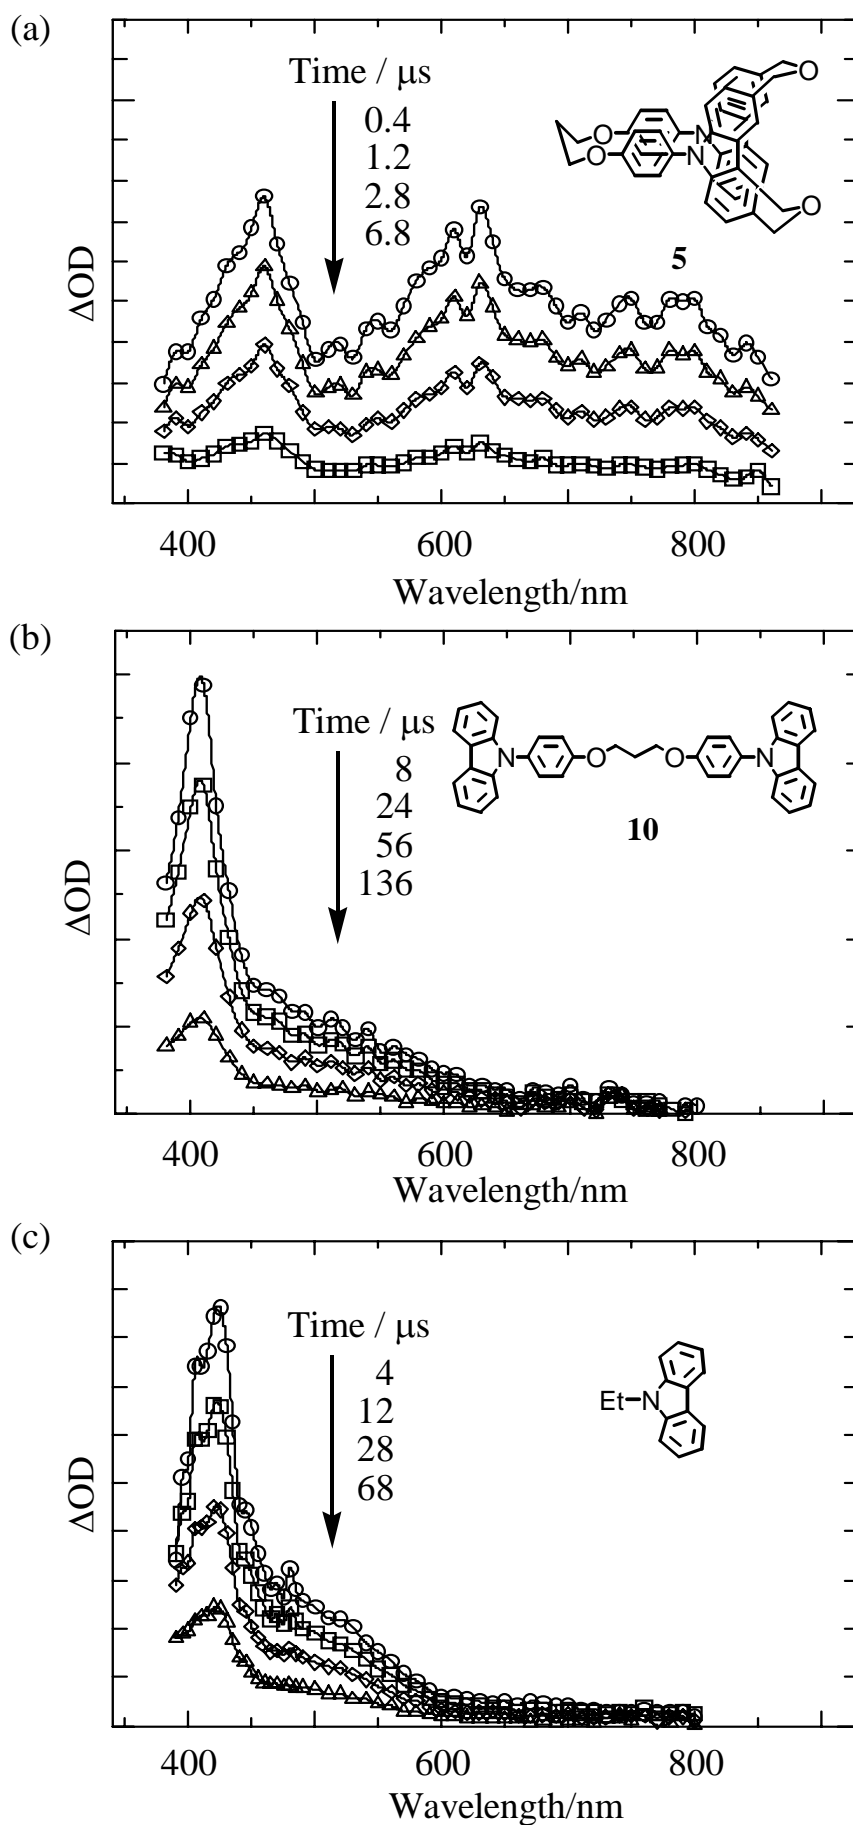 (a)
Time / μs
0.4
1.2
2.8
6.8
O
O
O
N
N
O
5
ΔOD
400 600 800
Wavelength/nm
(b)
Time / μs
8
24
56
136
N
O
O
N
10
ΔOD
400 600 800
Wavelength/nm
(c)
Time / μs
4
12
28
68
Et
N
ΔOD
400 600 800
Wavelength/nm